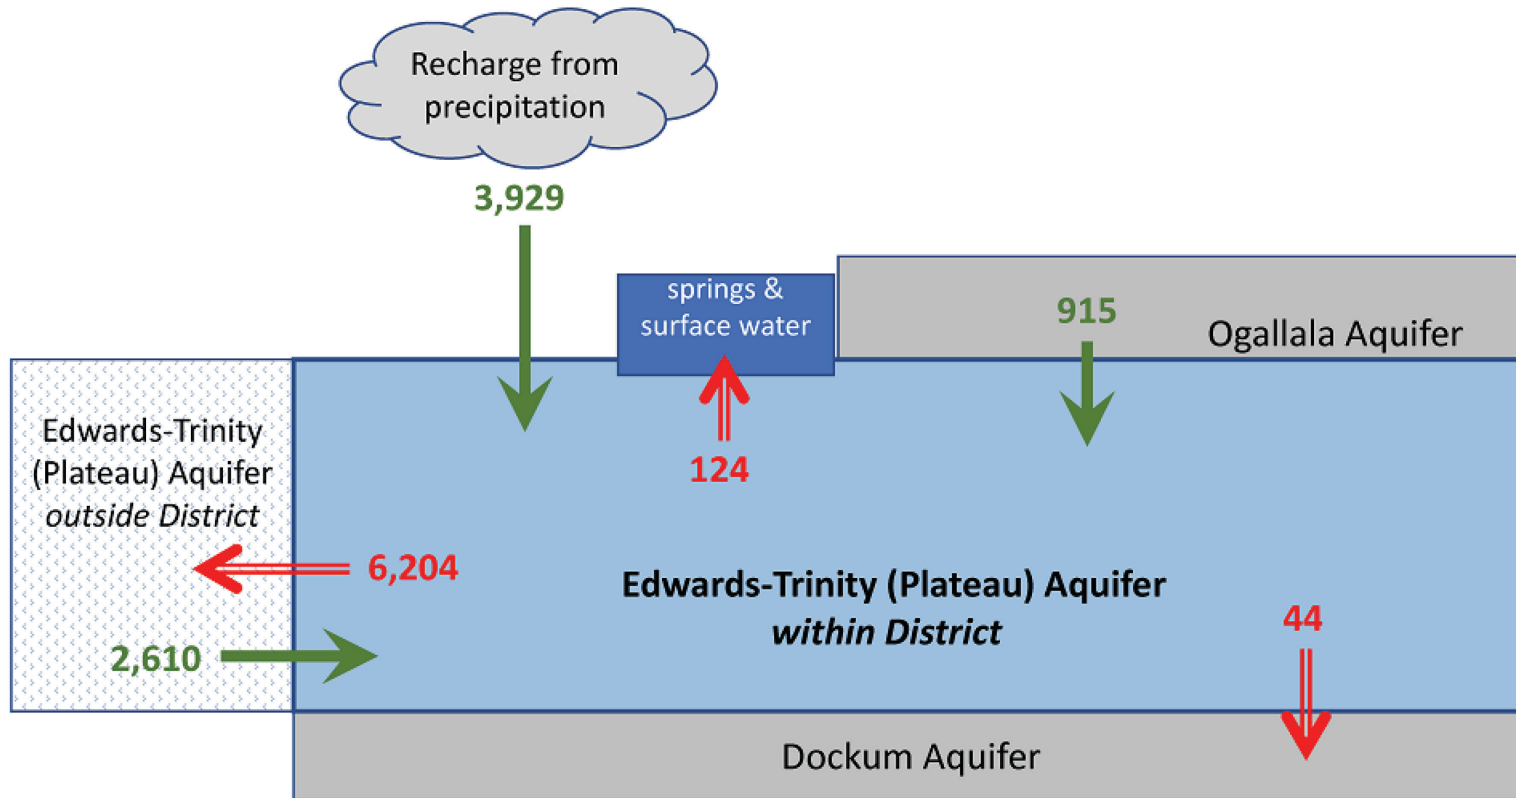 Recharge from
precipitation
3,929
springs &
surface water
915
Ogallala Aquifer
Edwards-Trinity
(Plateau) Aquifer
outside District
124
6,204
Edwards-Trinity (Plateau) Aquifer
within District
44
2,610
Dockum Aquifer